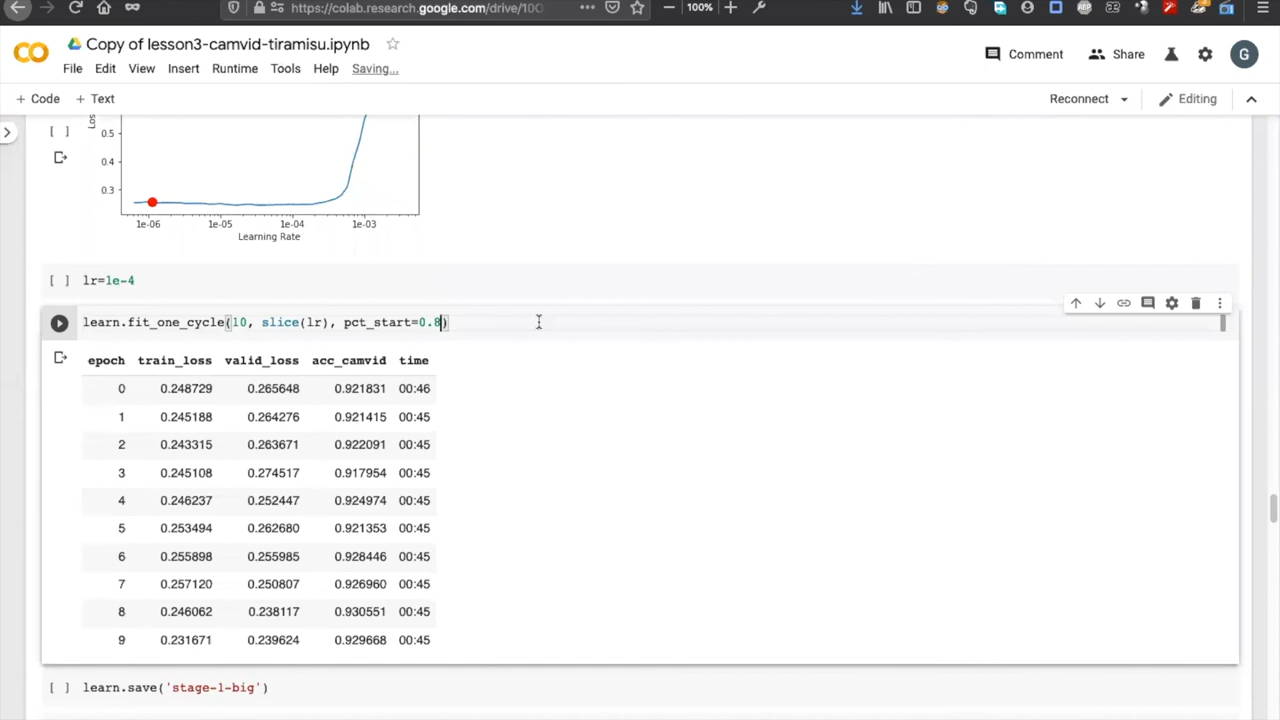 https://colab.research.google.com/drive/100
100%
Copy of lesson3-camvid-tiramisu.ipynb
File Edit View Insert Runtime Tools Help Saving...
Comment
Share
G
+ Code + Text
Reconnect
Editing
[ ]
0.5
0.4
0.3
1e-06 1e-05 1e-04 1e-03
Learning Rate
[ ] lr=1e-4
learn.fit_one_cycle(10, slice(lr), pct_start=0.8)
epoch train_loss valid_loss acc_camvid time
0 0.248729 0.265648 0.921831 00:46
1 0.245188 0.264276 0.921415 00:45
2 0.243315 0.263671 0.922091 00:45
3 0.245108 0.274517 0.917954 00:45
4 0.246237 0.252447 0.924974 00:45
5 0.253494 0.262680 0.921353 00:45
6 0.255898 0.255985 0.928446 00:45
7 0.257120 0.250807 0.926960 00:45
8 0.246062 0.238117 0.930551 00:45
9 0.231671 0.239624 0.929668 00:45
[ ] learn.save('stage-1-big')